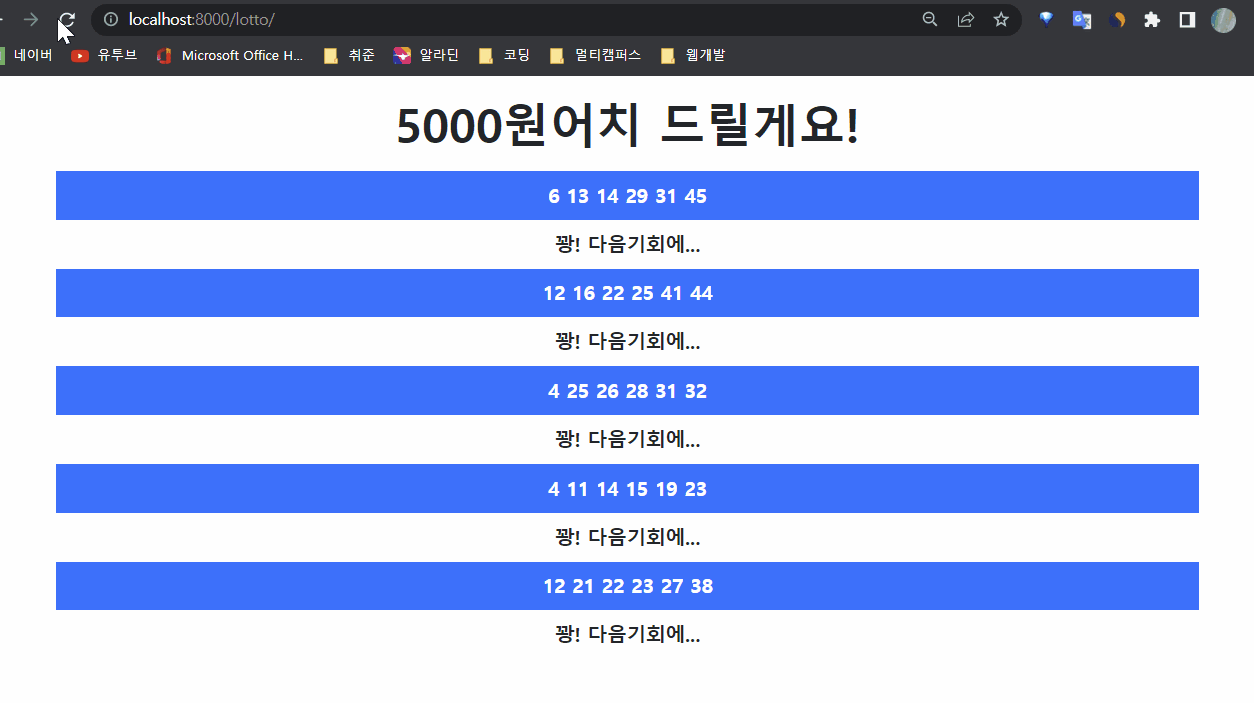 localhost:8000/lotto/
네이버 유투브 Microsoft Office H... 취준 알라딘 코딩 멀티캠퍼스 웹개발
5000원어치 드릴게요!
6 13 14 29 31 45
꽝! 다음기회에...
12 16 22 25 41 44
꽝! 다음기회에...
4 25 26 28 31 32
꽝! 다음기회에...
4 11 14 15 19 23
꽝! 다음기회에...
12 21 22 23 27 38
꽝! 다음기회에...